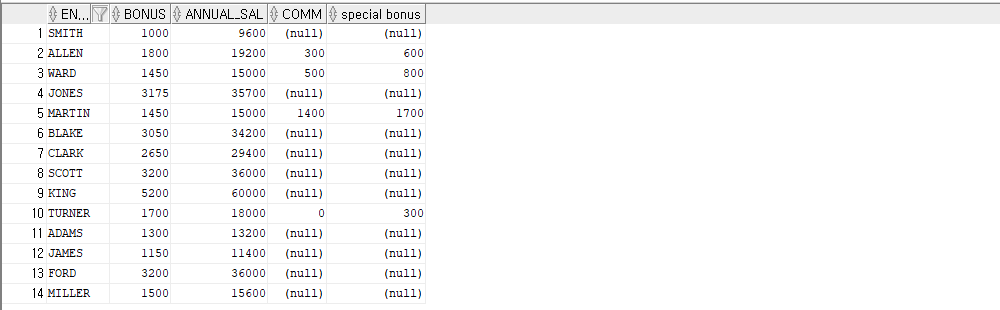 EN... BONUS ANNUAL_SAL COMM special bonus
1 SMITH 1000 9600 (null) (null)
2 ALLEN 1800 19200 300 600
3 WARD 1450 15000 500 800
4 JONES 3175 35700 (null) (null)
5 MARTIN 1450 15000 1400 1700
6 BLAKE 3050 34200 (null) (null)
7 CLARK 2650 29400 (null) (null)
8 SCOTT 3200 36000 (null) (null)
9 KING 5200 60000 (null) (null)
10 TURNER 1700 18000 0 300
11 ADAMS 1300 13200 (null) (null)
12 JAMES 1150 11400 (null) (null)
13 FORD 3200 36000 (null) (null)
14 MILLER 1500 15600 (null) (null)